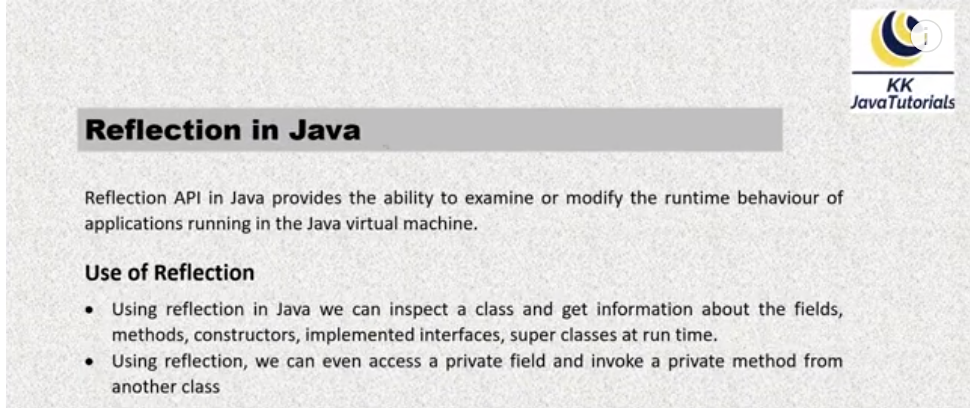 KK
JavaTutorials
Reflection in Java
Reflection API in Java provides the ability to examine or modify the runtime behaviour of
applications running in the Java virtual machine.
Use of Reflection
• Using reflection in Java we can inspect a class and get information about the fields,
methods, constructors, implemented interfaces, super classes at run time.
• Using reflection, we can even access a private field and invoke a private method from
another class